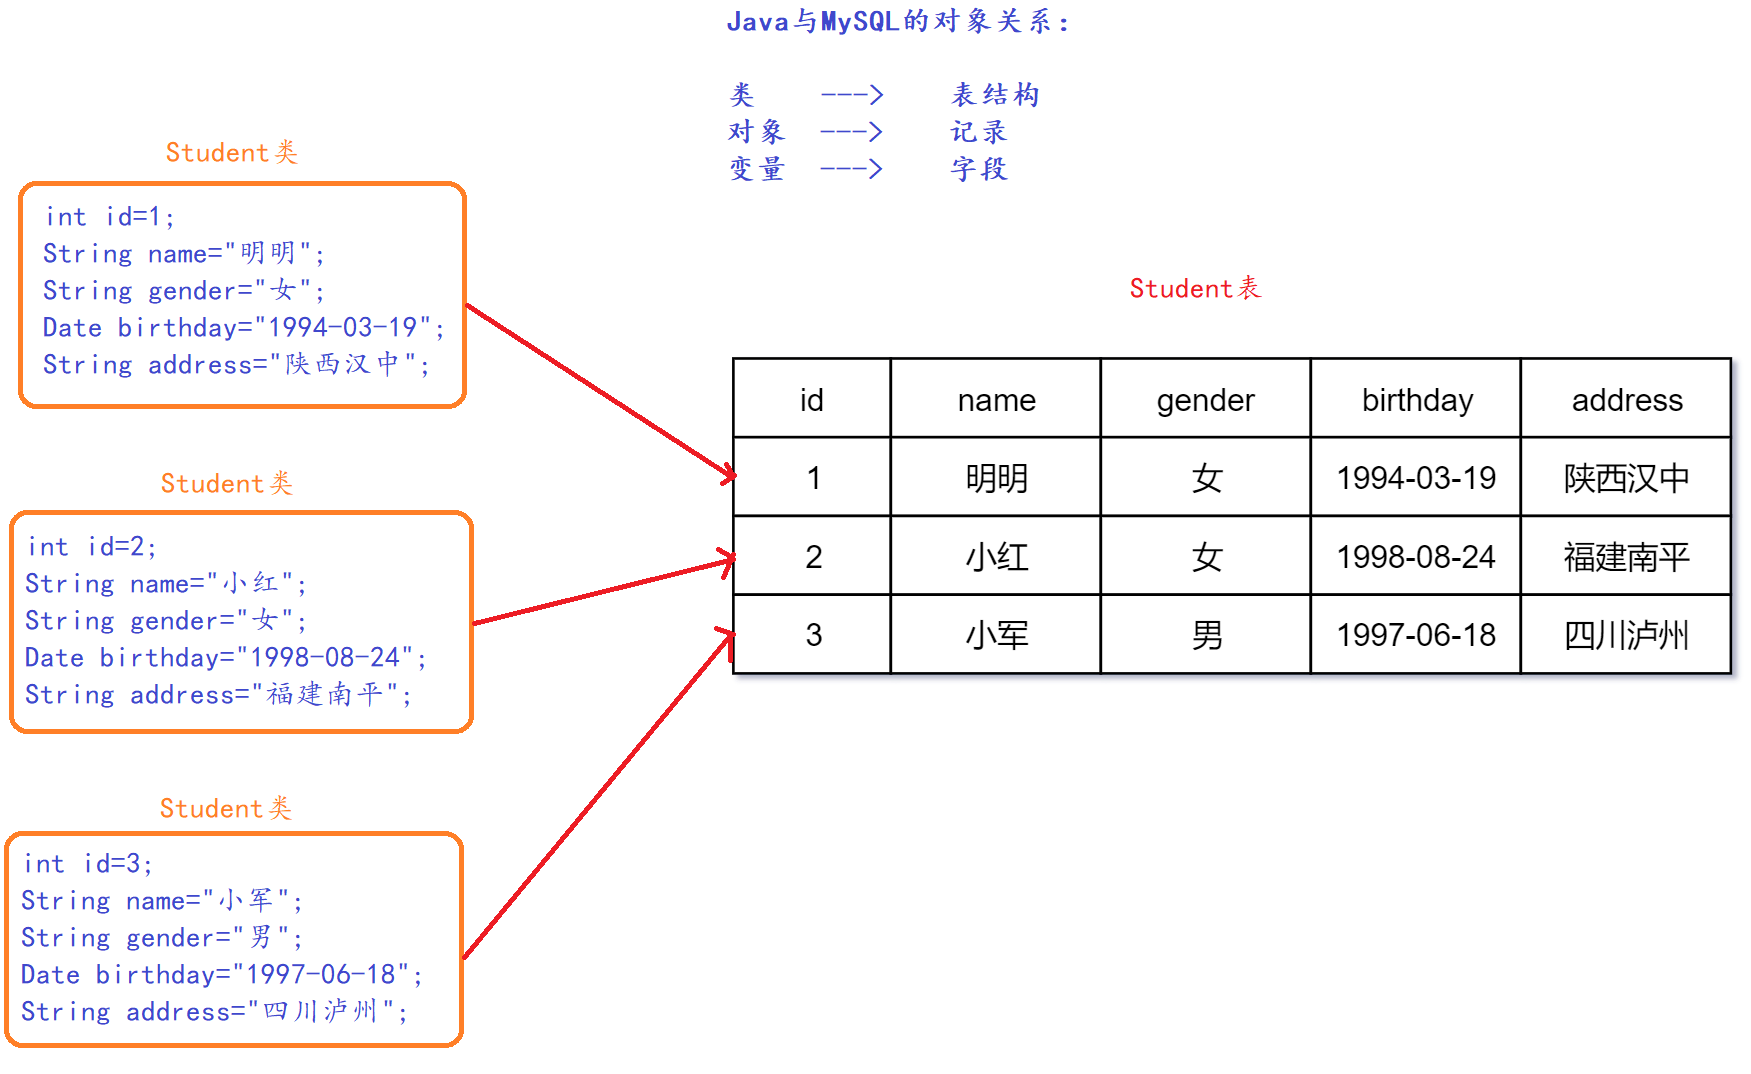 Java与MySQL的对象关系：
类 ---> 表结构
对象 ---> 记录
变量 ---> 字段
Student类
int id=1;
String name="明明";
String gender="女";
Date birthday="1994-03-19";
String address="陕西汉中";
Student类
int id=2;
String name="小红";
String gender="女";
Date birthday="1998-08-24";
String address="福建南平";
Student类
int id=3;
String name="小军";
String gender="男";
Date birthday="1997-06-18";
String address="四川泸州";
Student表
id name gender birthday address
1 明明 女 1994-03-19 陕西汉中
2 小红 女 1998-08-24 福建南平
3 小军 男 1997-06-18 四川泸州